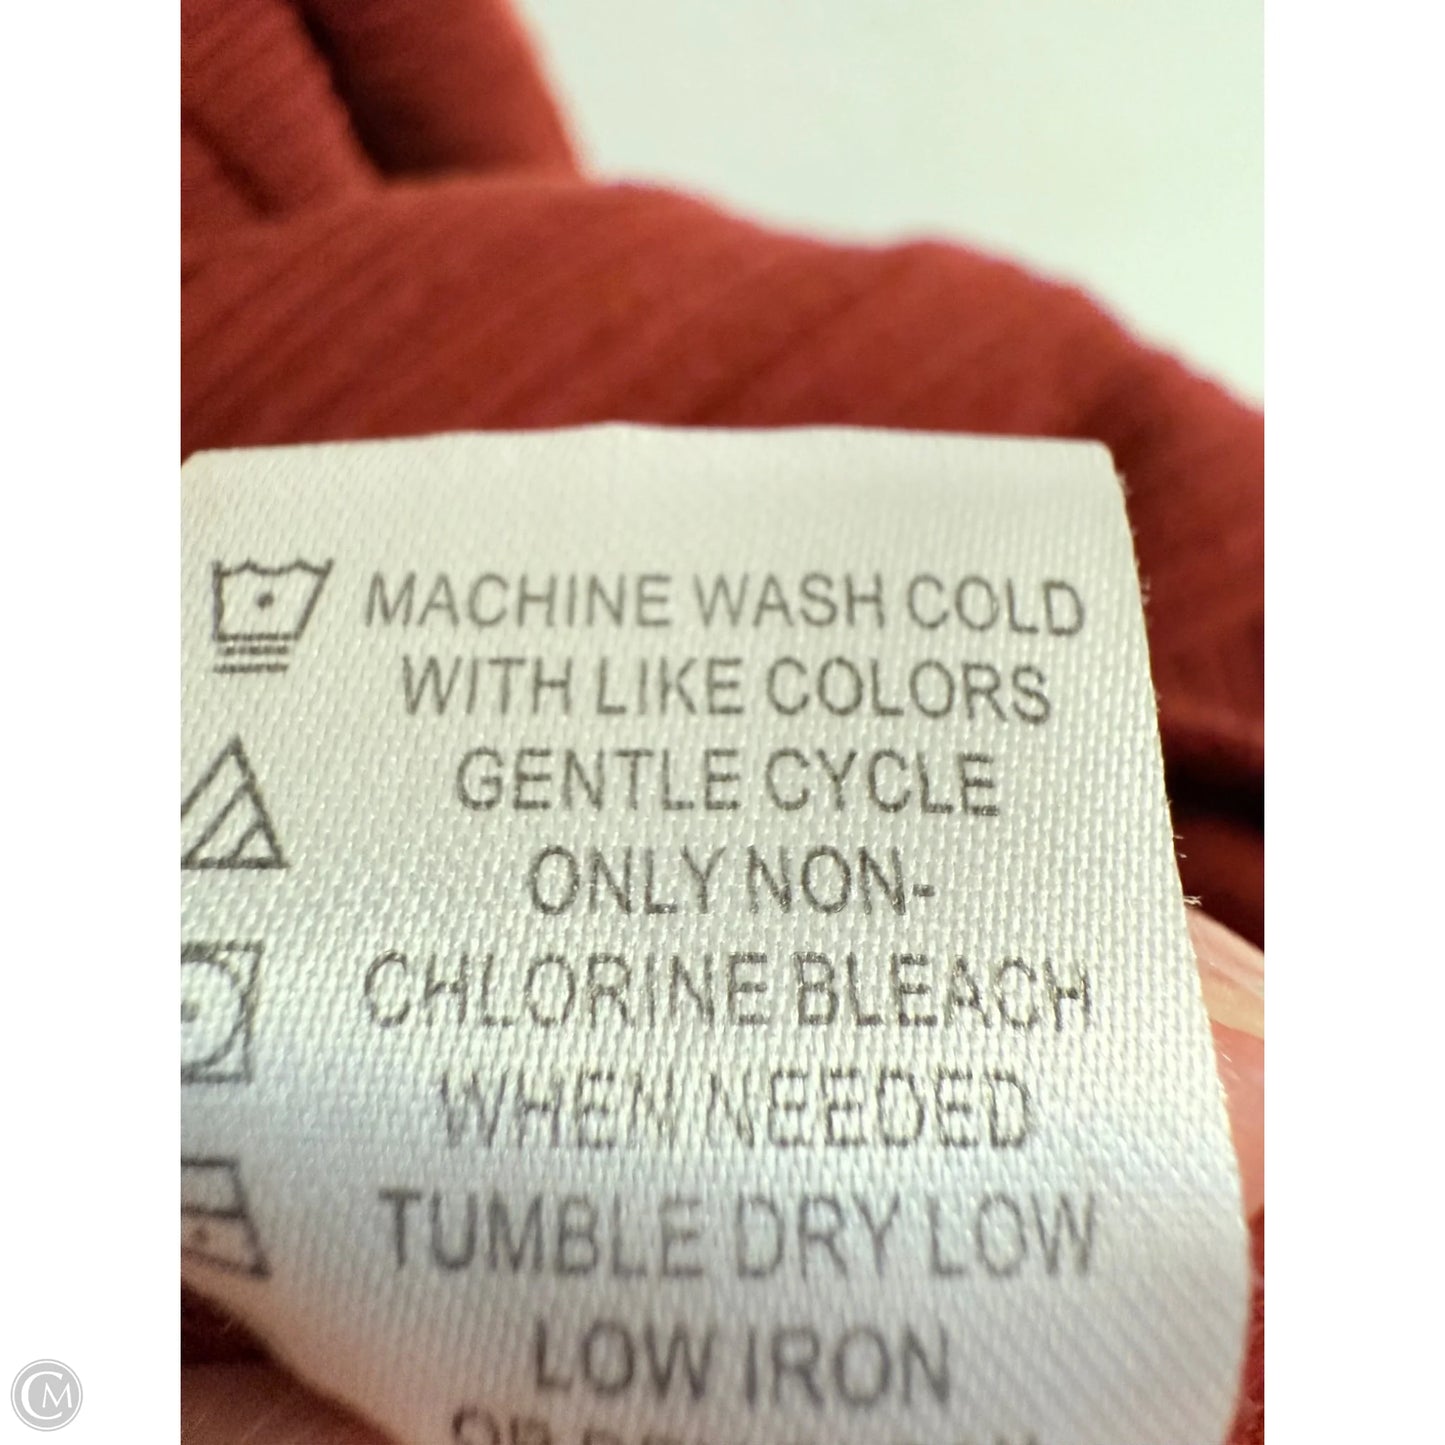 MACHINE WASH COLD
WITH LIKE COLORS
GENTLE CYCLE
ONLY NON-
CHLORINE BLEACH
WHEN NEEDED
TUMBLE DRY LOW
LOW IRON
CM